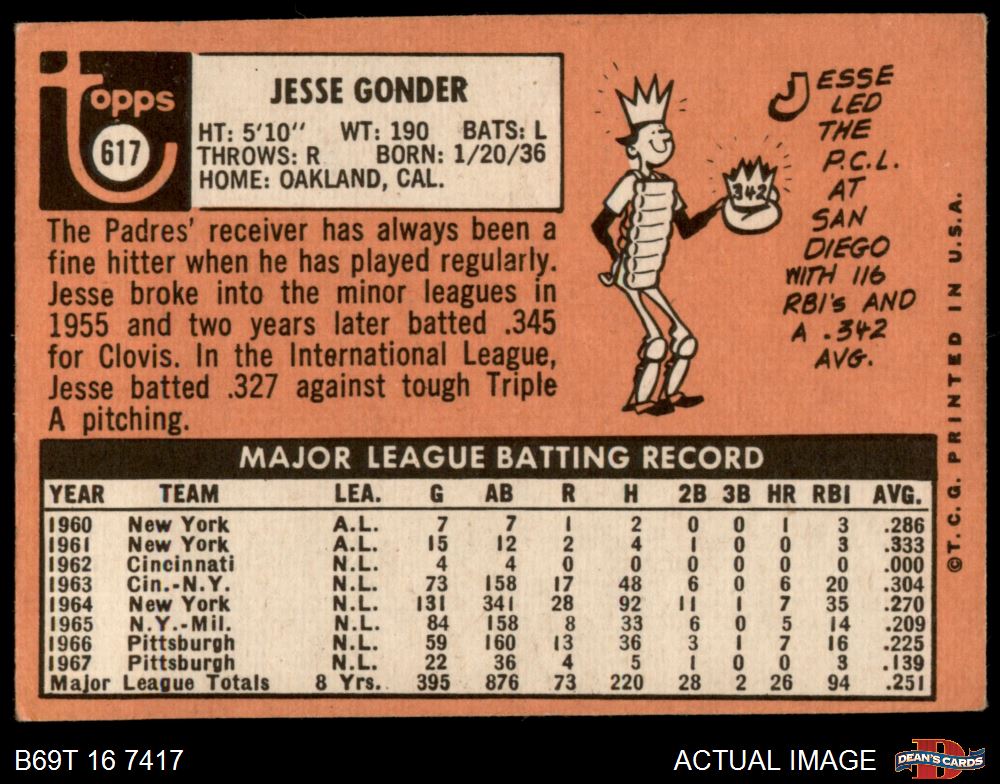 Topps
617
JESSE GONDER
HT: 5'10" WT: 190 BATS: L
THROWS: R BORN: 1/20/36
HOME: OAKLAND, CAL.
The Padres' receiver has always been a
fine hitter when he has played regularly.
Jesse broke into the minor leagues in
1955 and two years later batted .345
for Clovis. In the International League,
Jesse batted .327 against tough Triple
A pitching.
342
JESSE
LED
THE
P.C.L.
AT
SAN
DIEGO
WITH 116
RBI's AND
A .342
AVG.
©T.C.G. PRINTED IN U.S.A.
MAJOR LEAGUE BATTING RECORD
YEAR TEAM LEA. G AB R H 2B 3B HR RBI AVG.
1960 New York A.L. 7 7 1 2 0 0 1 3 .286
1961 New York A.L. 15 12 2 4 1 0 0 3 .333
1962 Cincinnati N.L. 4 4 0 0 0 0 0 0 .000
1963 Cin.-N.Y. N.L. 73 158 17 48 6 0 6 20 .304
1964 New York N.L. 131 341 28 92 11 1 7 35 .270
1965 N.Y.-Mil. N.L. 84 158 8 33 6 0 5 14 .209
1966 Pittsburgh N.L. 59 160 13 36 3 1 7 16 .225
1967 Pittsburgh N.L. 22 36 4 5 1 0 0 3 .139
Major League Totals 8 Yrs. 395 876 73 220 28 2 26 94 .251
B69T 16 7417 ACTUAL IMAGE
D
DEAN'S CARDS